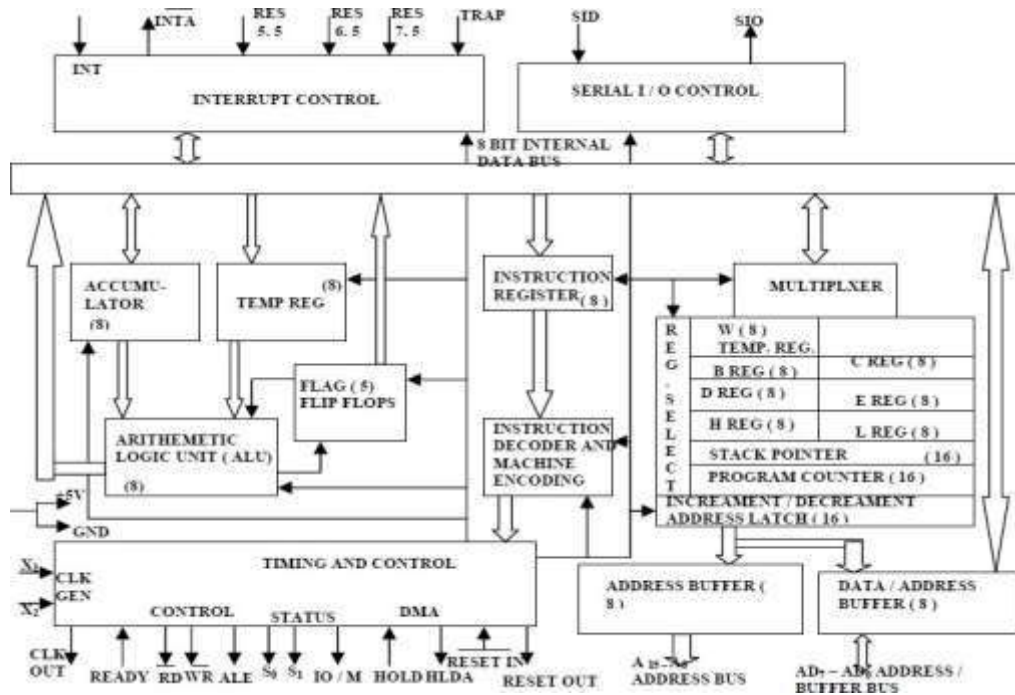 INTA
RES
5. 5
RES
6. 5
RES
7. 5
TRAP
SID
SIO
INT
INTERRUPT CONTROL
SERIAL I / O CONTROL
8 BIT INTERNAL
DATA BUS
ACCUMU-
LATOR
(8)
(8)
TEMP REG
INSTRUCTION
REGISTER ( 8 )
MULTIPLXER
REG. SELECT
W ( 8 )
TEMP. REG.
C REG ( 8 )
B REG ( 8 )
D REG ( 8 )
E REG ( 8 )
H REG ( 8 )
L REG ( 8 )
STACK POINTER
( 16 )
PROGRAM COUNTER ( 16 )
INCREAMENT / DECREAMENT
ADDRESS LATCH ( 16 )
FLAG ( 5 )
FLIP FLOPS
ARITHEMETIC
LOGIC UNIT ( ALU)
(8)
INSTRUCTION
DECODER AND
MACHINE
ENCODING
+5V
GND
TIMING AND CONTROL
X1
CLK
GEN
X2
CONTROL
STATUS
DMA
ADDRESS BUFFER (
8 )
DATA / ADDRESS
BUFFER ( 8 )
CLK
OUT
READY
RD
WR
ALE
S0
S1
IO / M
HOLD
HLDA
RESET IN
RESET OUT
ADDRESS BUS
ADDRESS /
BUFFER BUS